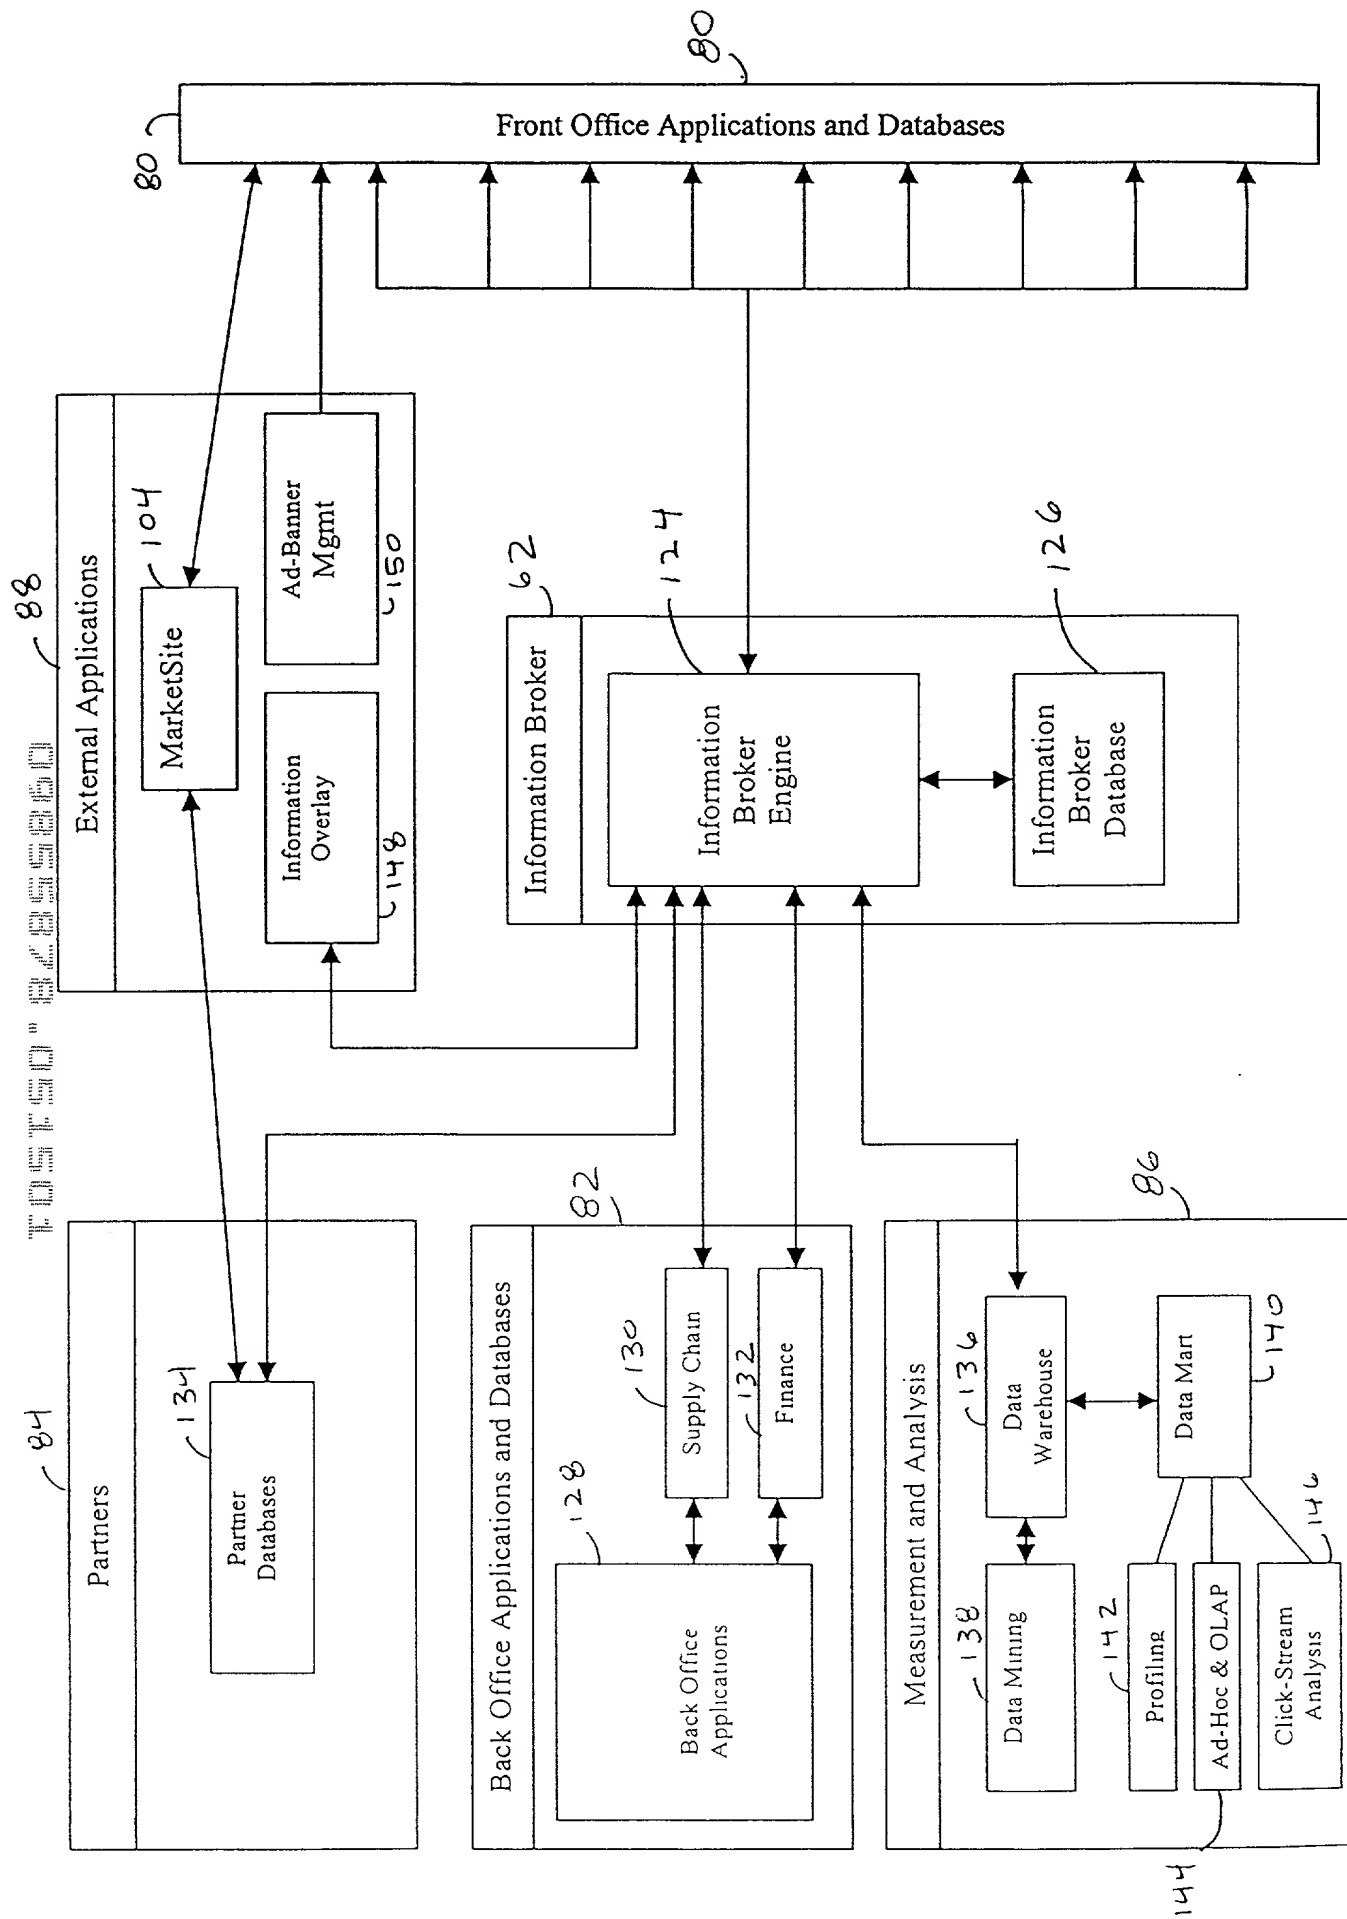 84
Partners
134
Partner
Databases
88
External Applications
104
MarketSite
Information
Overlay
148
Ad-Banner
Mgmt
150
80
Front Office Applications and Databases
80
Back Office Applications and Databases
82
128
Back Office
Applications
130
Supply Chain
132
Finance
Information Broker
62
Information
Broker
Engine
124
Information
Broker
Database
126
Measurement and Analysis
86
138
Data Mining
136
Data
Warehouse
142
Profiling
Data Mart
140
144
Ad-Hoc & OLAP
Click-Stream
Analysis
146